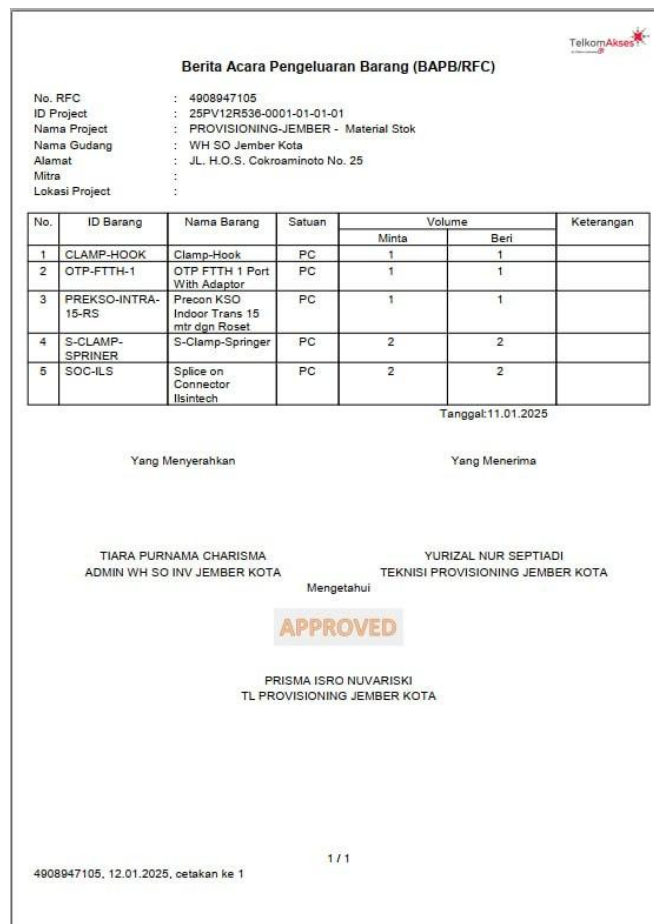 TelkomAkses
Berita Acara Pengeluaran Barang (BAPB/RFC)
No. RFC : 4908947105
ID Project : 25PV12R536-0001-01-01-01
Nama Project : PROVISIONING-JEMBER - Material Stok
Nama Gudang : WH SO Jember Kota
Alamat : JL. H.O.S. Cokroaminoto No. 25
Mitra :
Lokasi Project :
No. ID Barang Nama Barang Satuan Volume Keterangan
Minta Beri
1 CLAMP-HOOK Clamp-Hook PC 1 1
2 OTP-FTTH-1 OTP FTTH 1 Port PC 1 1
With Adaptor
3 PREKSO-INTRA- Precon KSO PC 1 1
15-RS Indoor Trans 15
mtr dgn Roset
4 S-CLAMP- S-Clamp-Springer PC 2 2
SPRINER
5 SOC-ILS Splice on PC 2 2
Connector
Ilsintech
Tanggal:11.01.2025
Yang Menyerahkan Yang Menerima
TIARA PURNAMA CHARISMA YURIZAL NUR SEPTIADI
ADMIN WH SO INV JEMBER KOTA TEKNISI PROVISIONING JEMBER KOTA
Mengetahui
APPROVED
PRISMA ISRO NUVARISKI
TL PROVISIONING JEMBER KOTA
1 / 1
4908947105, 12.01.2025, cetakan ke 1